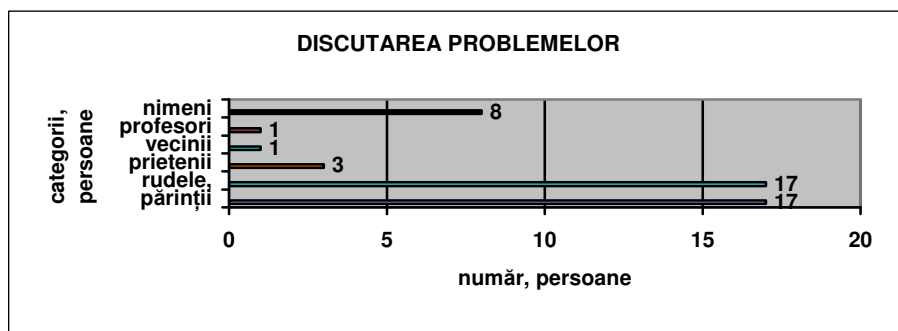 DISCUTAREA PROBLEMELOR
categorii,
persoane
nimeni 8
profesori 1
vecinii 1
prietenii 3
rudele, 17
părinții 17
0 5 10 15 20
număr, persoane